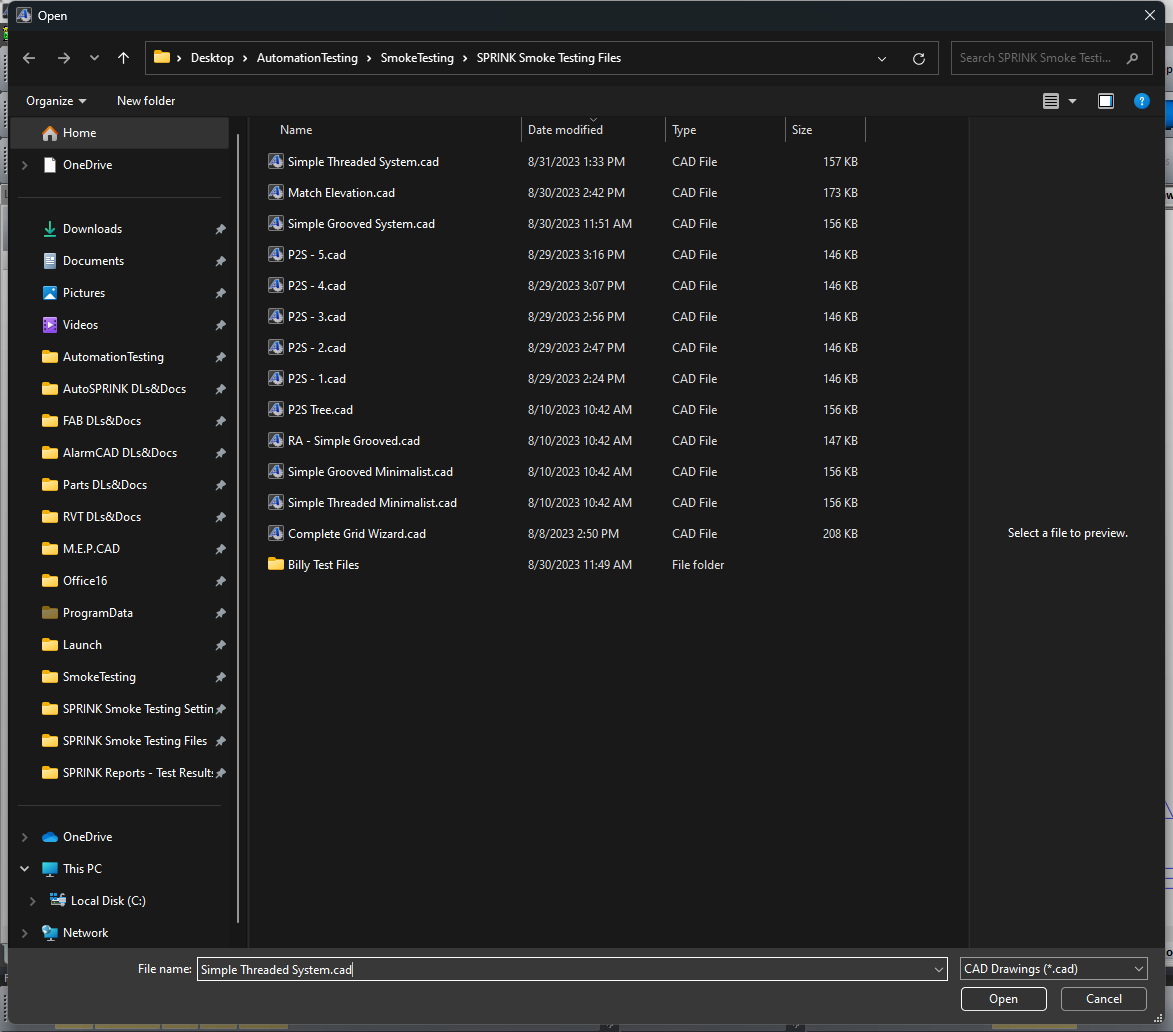 Open
Desktop > AutomationTesting > SmokeTesting > SPRINK Smoke Testing Files
Search SPRINK Smoke Testi...
Organize
New folder
?
Home
OneDrive
Downloads
Documents
Pictures
Videos
AutomationTesting
AutoSPRINK DLs&Docs
FAB DLs&Docs
AlarmCAD DLs&Docs
Parts DLs&Docs
RVT DLs&Docs
M.E.P.CAD
Office16
ProgramData
Launch
SmokeTesting
SPRINK Smoke Testing Settin
SPRINK Smoke Testing Files
SPRINK Reports - Test Results
OneDrive
This PC
Local Disk (C:)
Network
Name Date modified Type Size
Simple Threaded System.cad 8/31/2023 1:33 PM CAD File 157 KB
Match Elevation.cad 8/30/2023 2:42 PM CAD File 173 KB
Simple Grooved System.cad 8/30/2023 11:51 AM CAD File 156 KB
P2S - 5.cad 8/29/2023 3:16 PM CAD File 146 KB
P2S - 4.cad 8/29/2023 3:07 PM CAD File 146 KB
P2S - 3.cad 8/29/2023 2:56 PM CAD File 146 KB
P2S - 2.cad 8/29/2023 2:47 PM CAD File 146 KB
P2S - 1.cad 8/29/2023 2:24 PM CAD File 146 KB
P2S Tree.cad 8/10/2023 10:42 AM CAD File 156 KB
RA - Simple Grooved.cad 8/10/2023 10:42 AM CAD File 147 KB
Simple Grooved Minimalist.cad 8/10/2023 10:42 AM CAD File 156 KB
Simple Threaded Minimalist.cad 8/10/2023 10:42 AM CAD File 156 KB
Complete Grid Wizard.cad 8/8/2023 2:50 PM CAD File 208 KB
Billy Test Files 8/30/2023 11:49 AM File folder
Select a file to preview.
File name: Simple Threaded System.cad
CAD Drawings (*.cad)
Open
Cancel